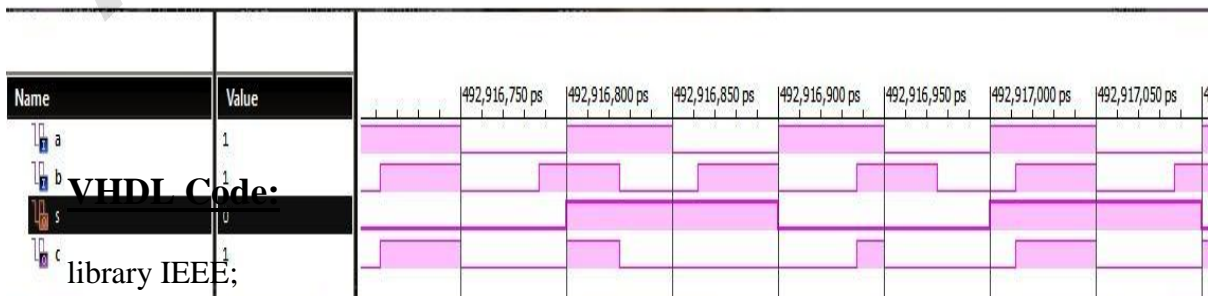 Name Value 492,916,750 ps 492,916,800 ps 492,916,850 ps 492,916,900 ps 492,916,950 ps 492,917,000 ps 492,917,050 ps 4
a 1
b 1
VHDL Code:
s 0
c 1
library IEEE;